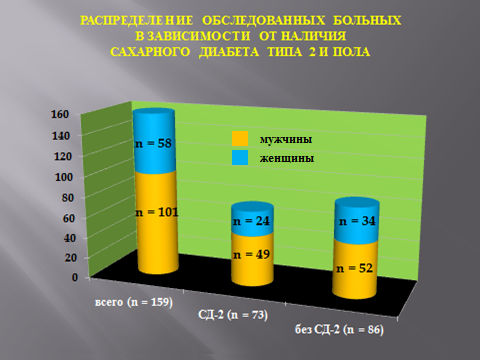 РАСПРЕДЕЛЕНИЕ ОБСЛЕДОВАННЫХ БОЛЬНЫХ
В ЗАВИСИМОСТИ ОТ НАЛИЧИЯ
САХАРНОГО ДИАБЕТА ТИПА 2 И ПОЛА
160
140
120
100
80
60
40
20
0
мужчины
женщины
n = 58
n = 101
n = 24
n = 49
n = 34
n = 52
всего (n = 159)
СД-2 (n = 73)
без СД-2 (n = 86)